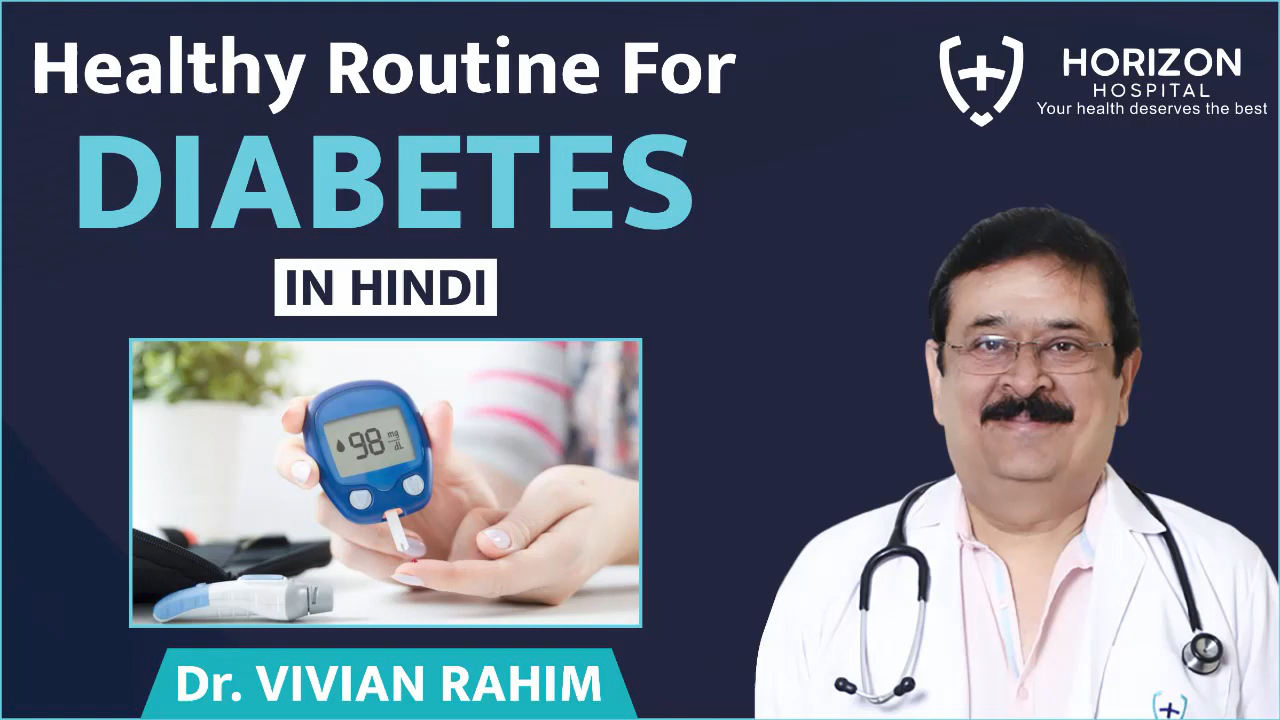 Healthy Routine For
DIABETES
IN HINDI
HORIZON
HOSPITAL
Your health deserves the best
98 mg/dL
Dr. VIVIAN RAHIM